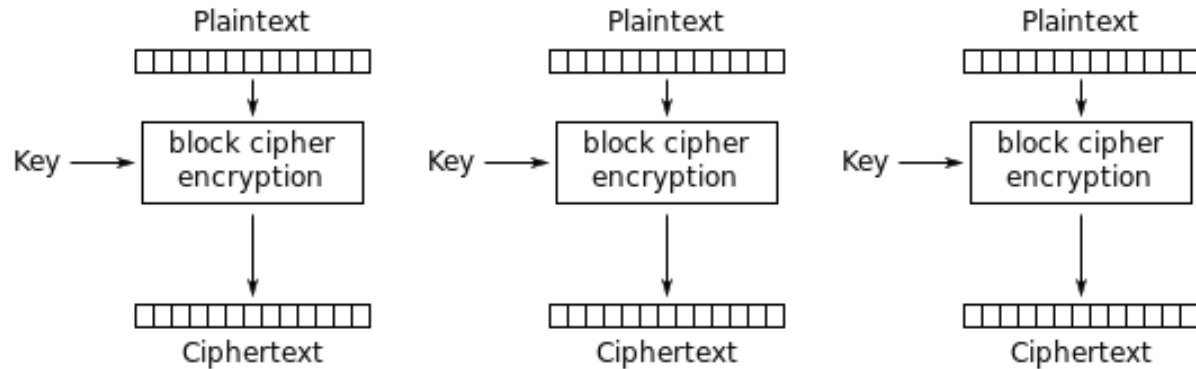 Plaintext
Plaintext
Plaintext
Key
block cipher
encryption
Key
block cipher
encryption
Key
block cipher
encryption
Ciphertext
Ciphertext
Ciphertext